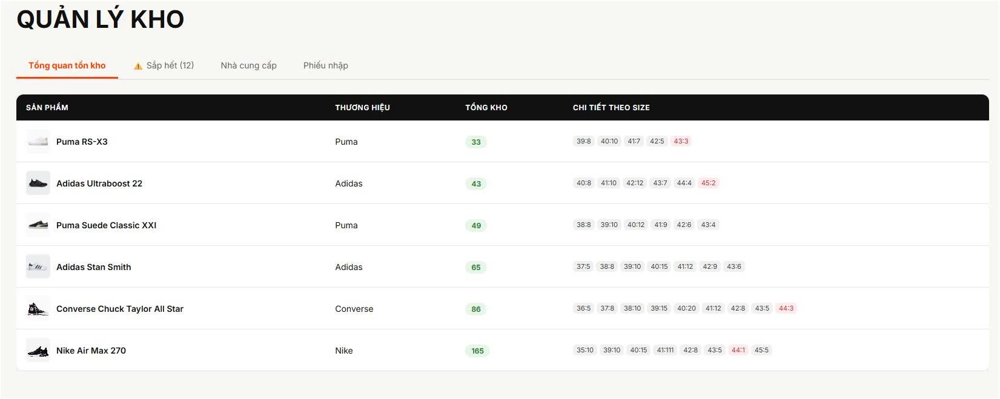 QUẢN LÝ KHO
Tổng quan tồn kho Sắp hết (12) Nhà cung cấp Phiếu nhập
SẢN PHẨM THƯƠNG HIỆU TỔNG KHO CHI TIẾT THEO SIZE
Puma RS-X3 Puma 33 39:8 40:10 41:7 42:5 43:3
Adidas Ultraboost 22 Adidas 43 40:8 41:10 42:12 43:7 44:4 45:2
Puma Suede Classic XXI Puma 49 38:8 39:10 40:12 41:9 42:6 43:4
Adidas Stan Smith Adidas 65 37:5 38:8 39:10 40:15 41:12 42:9 43:6
Converse Chuck Taylor All Star Converse 86 36:5 37:8 38:10 39:15 40:20 41:12 42:8 43:5 44:3
Nike Air Max 270 Nike 165 35:10 39:10 40:15 41:111 42:8 43:5 44:1 45:5